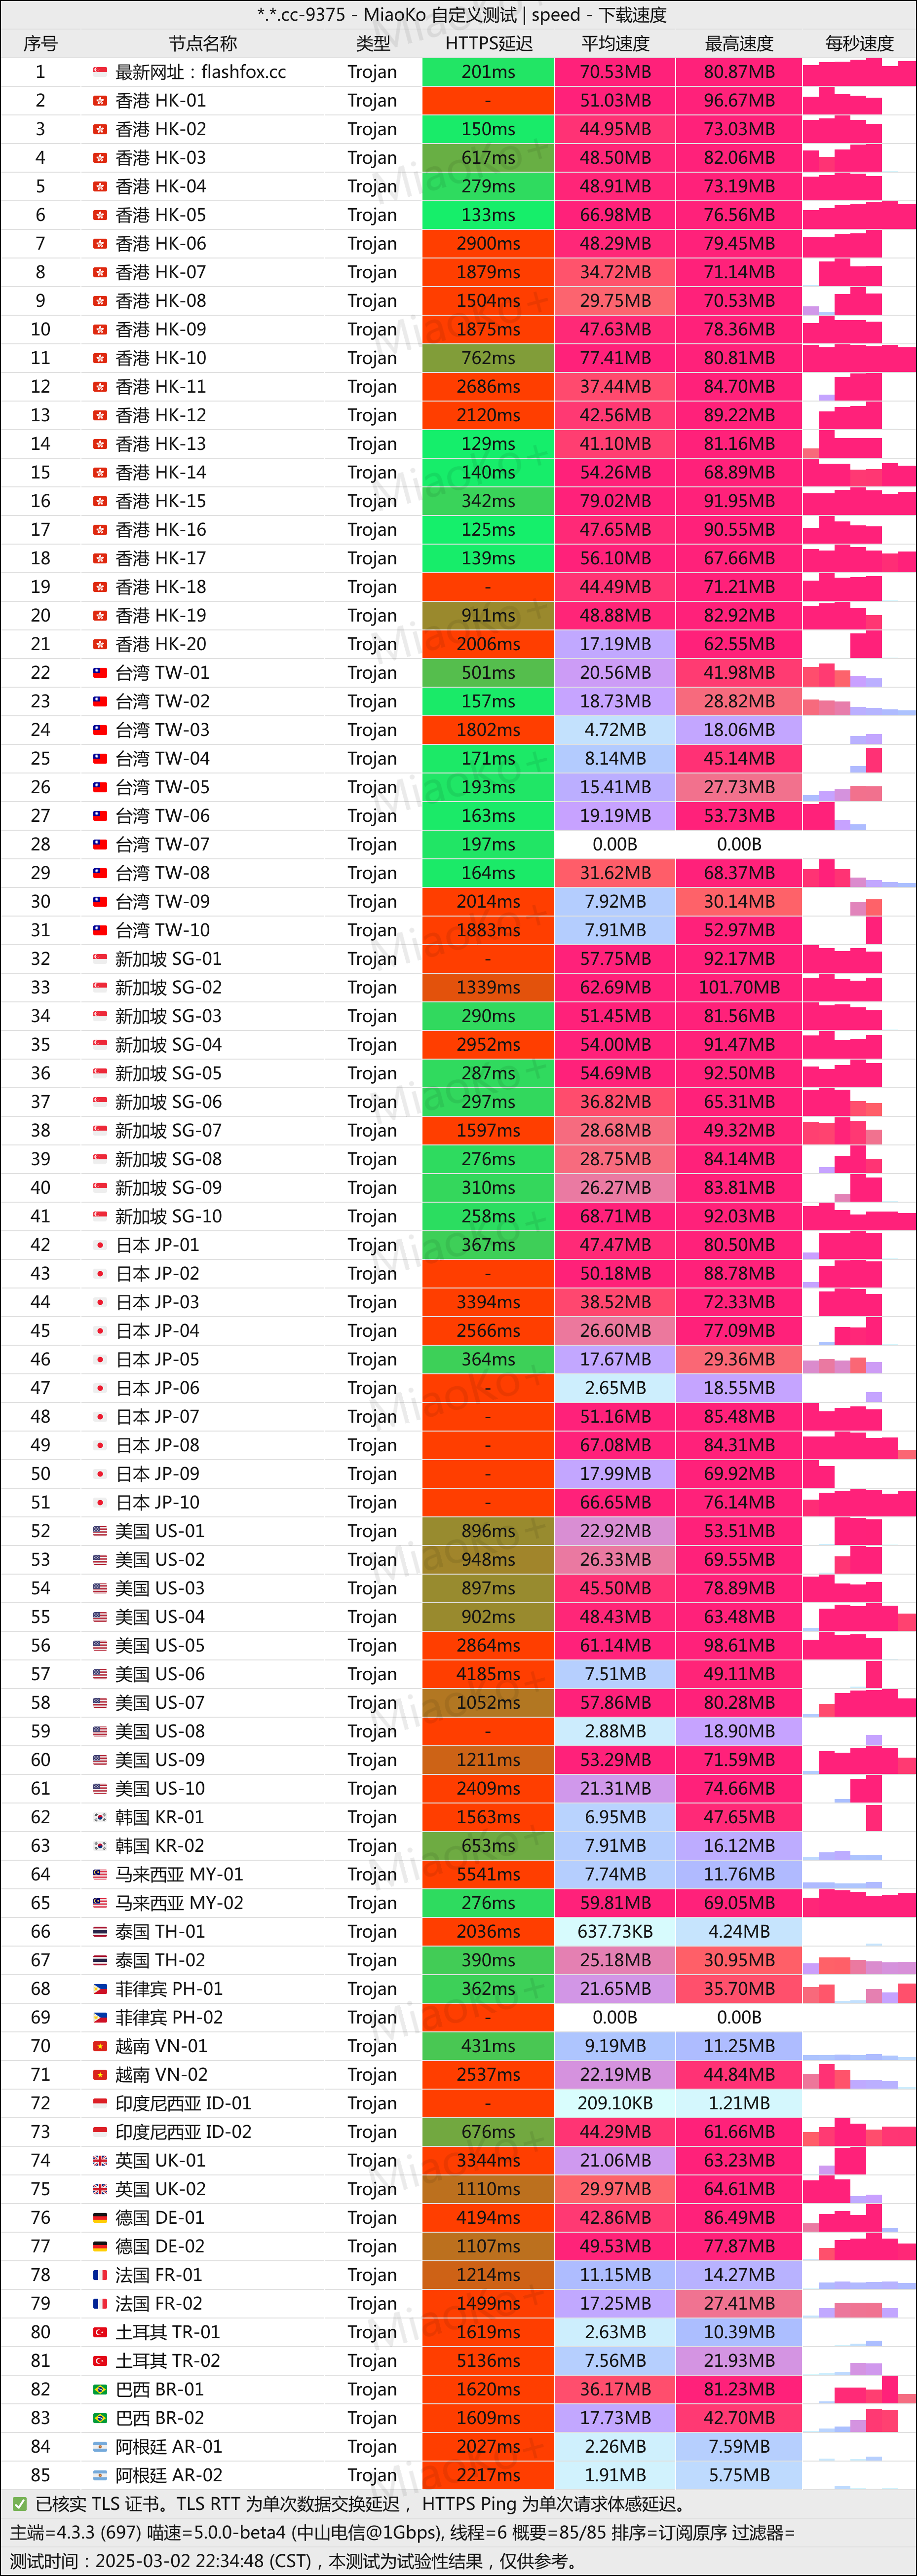 *.*.cc-9375 - MiaoKo 自定义测试 | speed - 下载速度
序号 节点名称 类型 HTTPS延迟 平均速度 最高速度 每秒速度
1 最新网址：flashfox.cc Trojan 201ms 70.53MB 80.87MB
2 香港 HK-01 Trojan - 51.03MB 96.67MB
3 香港 HK-02 Trojan 150ms 44.95MB 73.03MB
4 香港 HK-03 Trojan 617ms 48.50MB 82.06MB
5 香港 HK-04 Trojan 279ms 48.91MB 73.19MB
6 香港 HK-05 Trojan 133ms 66.98MB 76.56MB
7 香港 HK-06 Trojan 2900ms 48.29MB 79.45MB
8 香港 HK-07 Trojan 1879ms 34.72MB 71.14MB
9 香港 HK-08 Trojan 1504ms 29.75MB 70.53MB
10 香港 HK-09 Trojan 1875ms 47.63MB 78.36MB
11 香港 HK-10 Trojan 762ms 77.41MB 80.81MB
12 香港 HK-11 Trojan 2686ms 37.44MB 84.70MB
13 香港 HK-12 Trojan 2120ms 42.56MB 89.22MB
14 香港 HK-13 Trojan 129ms 41.10MB 81.16MB
15 香港 HK-14 Trojan 140ms 54.26MB 68.89MB
16 香港 HK-15 Trojan 342ms 79.02MB 91.95MB
17 香港 HK-16 Trojan 125ms 47.65MB 90.55MB
18 香港 HK-17 Trojan 139ms 56.10MB 67.66MB
19 香港 HK-18 Trojan - 44.49MB 71.21MB
20 香港 HK-19 Trojan 911ms 48.88MB 82.92MB
21 香港 HK-20 Trojan 2006ms 17.19MB 62.55MB
22 台湾 TW-01 Trojan 501ms 20.56MB 41.98MB
23 台湾 TW-02 Trojan 157ms 18.73MB 28.82MB
24 台湾 TW-03 Trojan 1802ms 4.72MB 18.06MB
25 台湾 TW-04 Trojan 171ms 8.14MB 45.14MB
26 台湾 TW-05 Trojan 193ms 15.41MB 27.73MB
27 台湾 TW-06 Trojan 163ms 19.19MB 53.73MB
28 台湾 TW-07 Trojan 197ms 0.00B 0.00B
29 台湾 TW-08 Trojan 164ms 31.62MB 68.37MB
30 台湾 TW-09 Trojan 2014ms 7.92MB 30.14MB
31 台湾 TW-10 Trojan 1883ms 7.91MB 52.97MB
32 新加坡 SG-01 Trojan - 57.75MB 92.17MB
33 新加坡 SG-02 Trojan 1339ms 62.69MB 101.70MB
34 新加坡 SG-03 Trojan 290ms 51.45MB 81.56MB
35 新加坡 SG-04 Trojan 2952ms 54.00MB 91.47MB
36 新加坡 SG-05 Trojan 287ms 54.69MB 92.50MB
37 新加坡 SG-06 Trojan 297ms 36.82MB 65.31MB
38 新加坡 SG-07 Trojan 1597ms 28.68MB 49.32MB
39 新加坡 SG-08 Trojan 276ms 28.75MB 84.14MB
40 新加坡 SG-09 Trojan 310ms 26.27MB 83.81MB
41 新加坡 SG-10 Trojan 258ms 68.71MB 92.03MB
42 日本 JP-01 Trojan 367ms 47.47MB 80.50MB
43 日本 JP-02 Trojan - 50.18MB 88.78MB
44 日本 JP-03 Trojan 3394ms 38.52MB 72.33MB
45 日本 JP-04 Trojan 2566ms 26.60MB 77.09MB
46 日本 JP-05 Trojan 364ms 17.67MB 29.36MB
47 日本 JP-06 Trojan - 2.65MB 18.55MB
48 日本 JP-07 Trojan - 51.16MB 85.48MB
49 日本 JP-08 Trojan - 67.08MB 84.31MB
50 日本 JP-09 Trojan - 17.99MB 69.92MB
51 日本 JP-10 Trojan - 66.65MB 76.14MB
52 美国 US-01 Trojan 896ms 22.92MB 53.51MB
53 美国 US-02 Trojan 948ms 26.33MB 69.55MB
54 美国 US-03 Trojan 897ms 45.50MB 78.89MB
55 美国 US-04 Trojan 902ms 48.43MB 63.48MB
56 美国 US-05 Trojan 2864ms 61.14MB 98.61MB
57 美国 US-06 Trojan 4185ms 7.51MB 49.11MB
58 美国 US-07 Trojan 1052ms 57.86MB 80.28MB
59 美国 US-08 Trojan - 2.88MB 18.90MB
60 美国 US-09 Trojan 1211ms 53.29MB 71.59MB
61 美国 US-10 Trojan 2409ms 21.31MB 74.66MB
62 韩国 KR-01 Trojan 1563ms 6.95MB 47.65MB
63 韩国 KR-02 Trojan 653ms 7.91MB 16.12MB
64 马来西亚 MY-01 Trojan 5541ms 7.74MB 11.76MB
65 马来西亚 MY-02 Trojan 276ms 59.81MB 69.05MB
66 泰国 TH-01 Trojan 2036ms 637.73KB 4.24MB
67 泰国 TH-02 Trojan 390ms 25.18MB 30.95MB
68 菲律宾 PH-01 Trojan 362ms 21.65MB 35.70MB
69 菲律宾 PH-02 Trojan - 0.00B 0.00B
70 越南 VN-01 Trojan 431ms 9.19MB 11.25MB
71 越南 VN-02 Trojan 2537ms 22.19MB 44.84MB
72 印度尼西亚 ID-01 Trojan - 209.10KB 1.21MB
73 印度尼西亚 ID-02 Trojan 676ms 44.29MB 61.66MB
74 英国 UK-01 Trojan 3344ms 21.06MB 63.23MB
75 英国 UK-02 Trojan 1110ms 29.97MB 64.61MB
76 德国 DE-01 Trojan 4194ms 42.86MB 86.49MB
77 德国 DE-02 Trojan 1107ms 49.53MB 77.87MB
78 法国 FR-01 Trojan 1214ms 11.15MB 14.27MB
79 法国 FR-02 Trojan 1499ms 17.25MB 27.41MB
80 土耳其 TR-01 Trojan 1619ms 2.63MB 10.39MB
81 土耳其 TR-02 Trojan 5136ms 7.56MB 21.93MB
82 巴西 BR-01 Trojan 1620ms 36.17MB 81.23MB
83 巴西 BR-02 Trojan 1609ms 17.73MB 42.70MB
84 阿根廷 AR-01 Trojan 2027ms 2.26MB 7.59MB
85 阿根廷 AR-02 Trojan 2217ms 1.91MB 5.75MB
✅ 已核实 TLS 证书。TLS RTT 为单次数据交换延迟，HTTPS Ping 为单次请求体感延迟。
主端=4.3.3 (697) 喵速=5.0.0-beta4 (中山电信@1Gbps), 线程=6 概要=85/85 排序=订阅原序 过滤器=
测试时间：2025-03-02 22:34:48 (CST)，本测试为试验性结果，仅供参考。